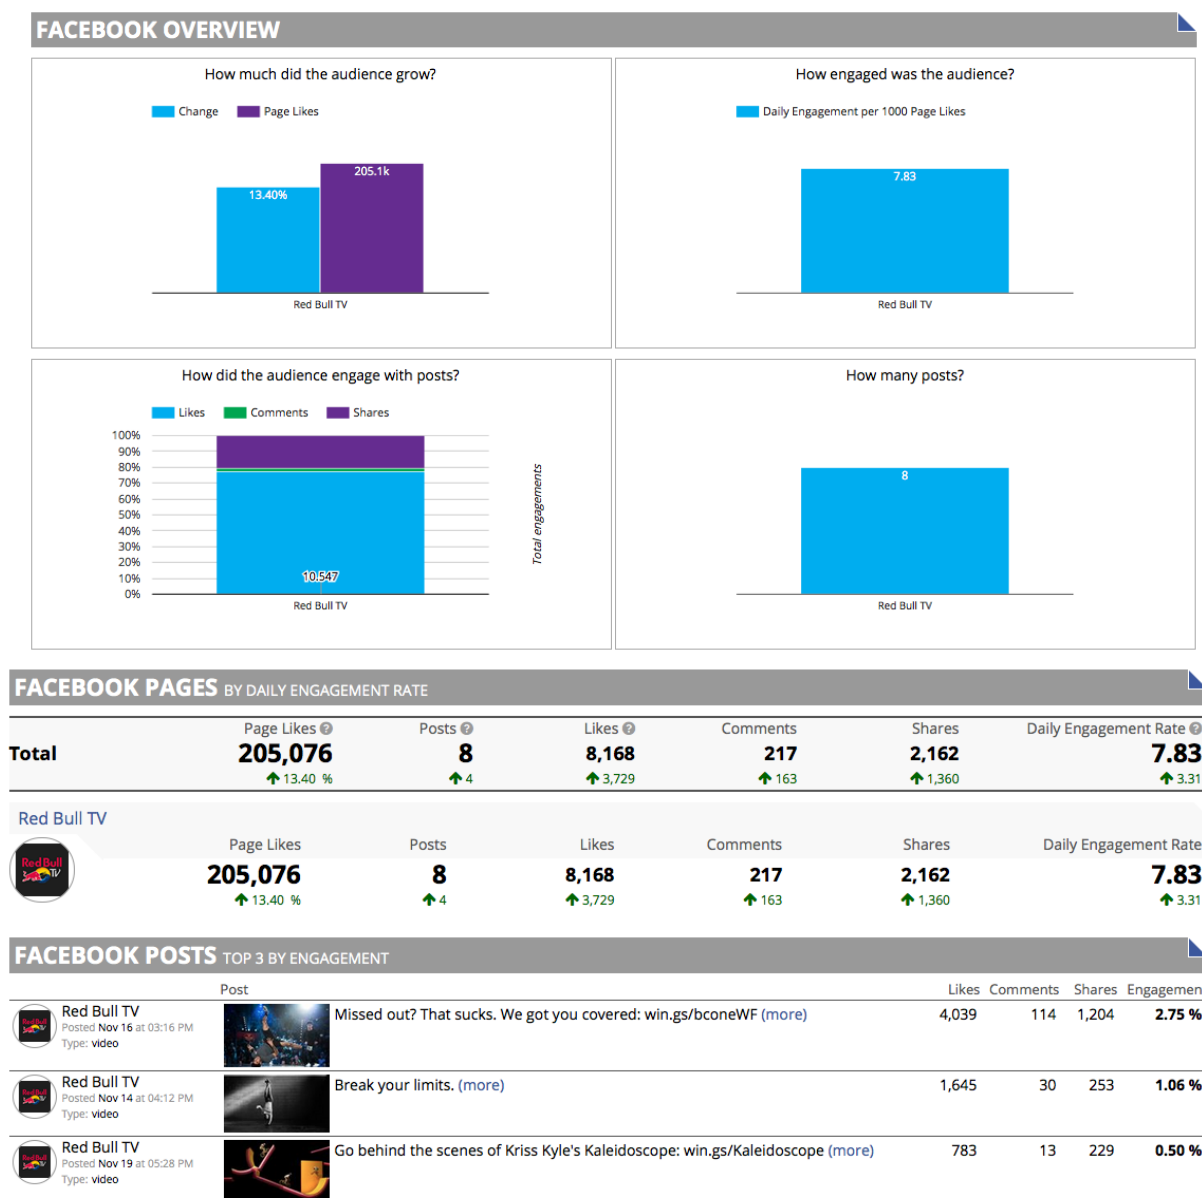 FACEBOOK OVERVIEW
How much did the audience grow?
Change Page Likes
13.40%
205.1k
Red Bull TV
How engaged was the audience?
Daily Engagement per 1000 Page Likes
7.83
Red Bull TV
How did the audience engage with posts?
Likes Comments Shares
100%
90%
80%
70%
60%
50%
40%
30%
20%
10%
0%
10.547
Red Bull TV
Total engagements
How many posts?
8
Red Bull TV
FACEBOOK PAGES BY DAILY ENGAGEMENT RATE
Page Likes ? Posts ? Likes ? Comments Shares Daily Engagement Rate ?
Total 205,076 8 8,168 217 2,162 7.83
13.40 % 4 3,729 163 1,360 3.31
Red Bull TV
Page Likes Posts Likes Comments Shares Daily Engagement Rate
Red Bull TV
205,076 8 8,168 217 2,162 7.83
13.40 % 4 3,729 163 1,360 3.31
FACEBOOK POSTS TOP 3 BY ENGAGEMENT
Post Likes Comments Shares Engagemen
Red Bull TV
Posted Nov 16 at 03:16 PM
Type: video
Missed out? That sucks. We got you covered: win.gs/bconeWF (more) 4,039 114 1,204 2.75 %
Red Bull TV
Posted Nov 14 at 04:12 PM
Type: video
Break your limits. (more) 1,645 30 253 1.06 %
Red Bull TV
Posted Nov 19 at 05:28 PM
Type: video
Go behind the scenes of Kriss Kyle's Kaleidoscope: win.gs/Kaleidoscope (more) 783 13 229 0.50 %